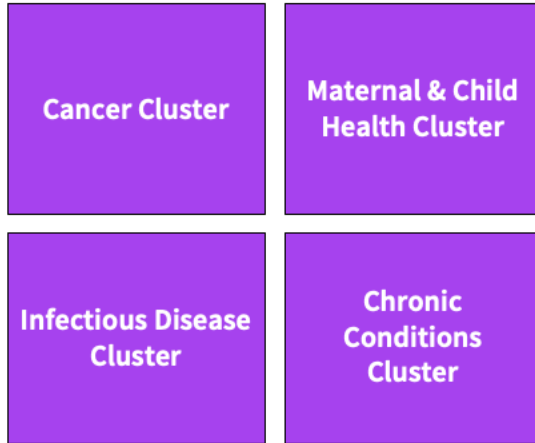 Cancer Cluster
Maternal & Child
Health Cluster
Infectious Disease
Cluster
Chronic
Conditions
Cluster